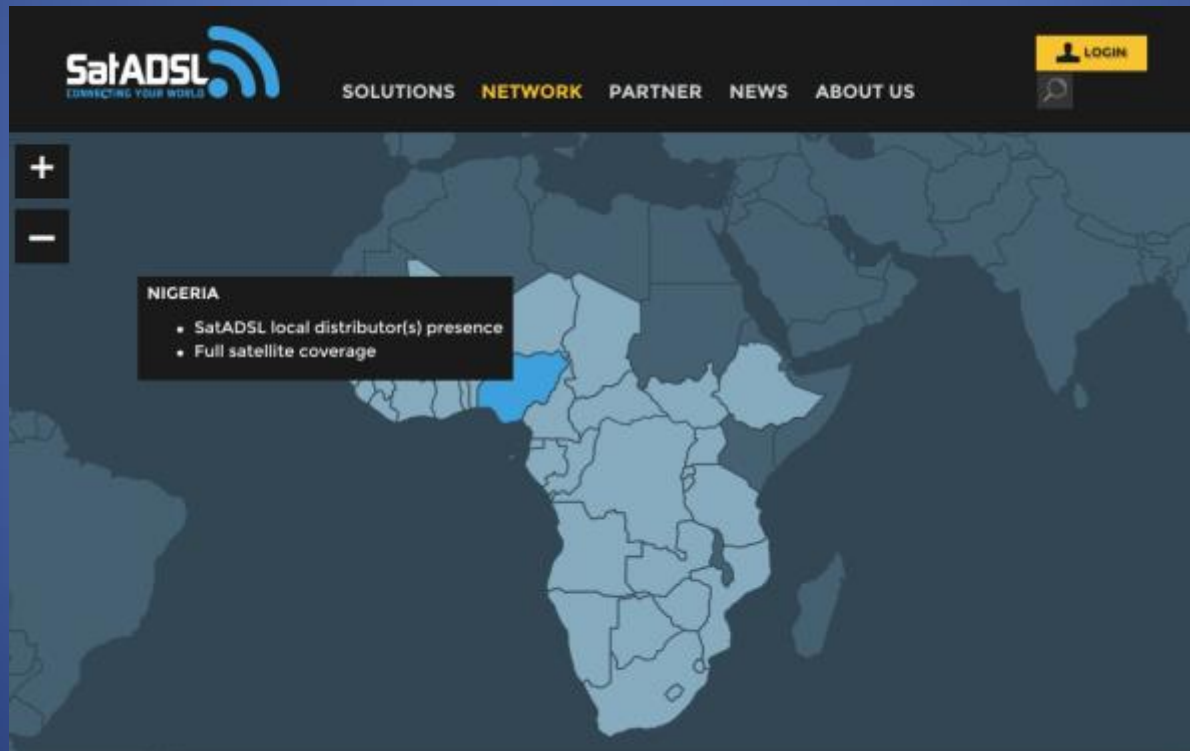 SatADSL
CONNECTING YOUR WORLD
LOGIN
SOLUTIONS NETWORK PARTNER NEWS ABOUT US
+
−
NIGERIA
• SatADSL local distributor(s) presence
• Full satellite coverage